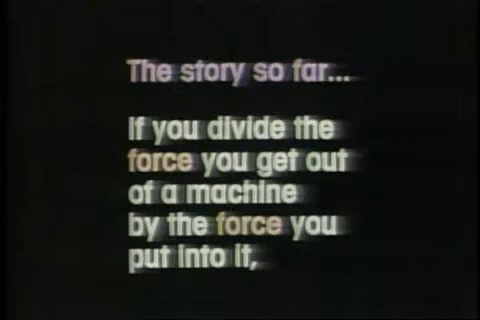 The story so far...
If you divide the
force you get out
of a machine
by the force you
put into it,